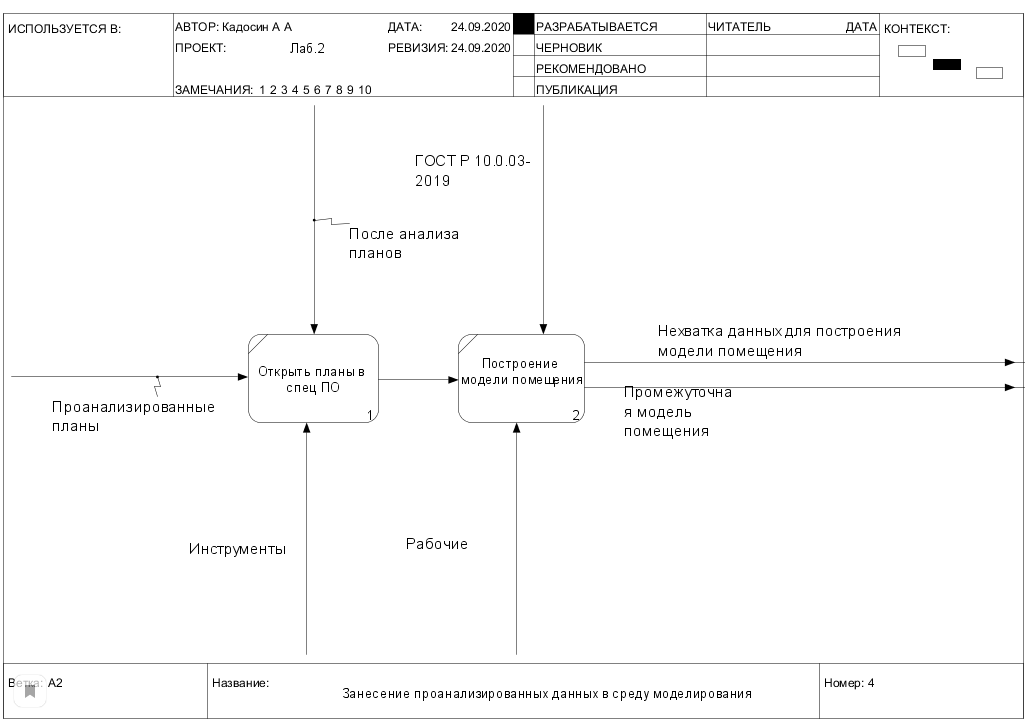 ИСПОЛЬЗУЕТСЯ В:
АВТОР: Кадосин А А
ДАТА: 24.09.2020
РАЗРАБАТЫВАЕТСЯ
ЧИТАТЕЛЬ
ДАТА
КОНТЕКСТ:
ПРОЕКТ: Лаб.2
РЕВИЗИЯ: 24.09.2020
ЧЕРНОВИК
РЕКОМЕНДОВАНО
ЗАМЕЧАНИЯ: 1 2 3 4 5 6 7 8 9 10
ПУБЛИКАЦИЯ
ГОСТ Р 10.0.03-
2019
После анализа
планов
Нехватка данных для построения
модели помещения
Открыть планы в
спец ПО
1
Построение
модели помещения
2
Промежуточна
я модель
помещения
Проанализированные
планы
Инструменты
Рабочие
Ветка: A2
Название:
Занесение проанализированных данных в среду моделирования
Номер: 4